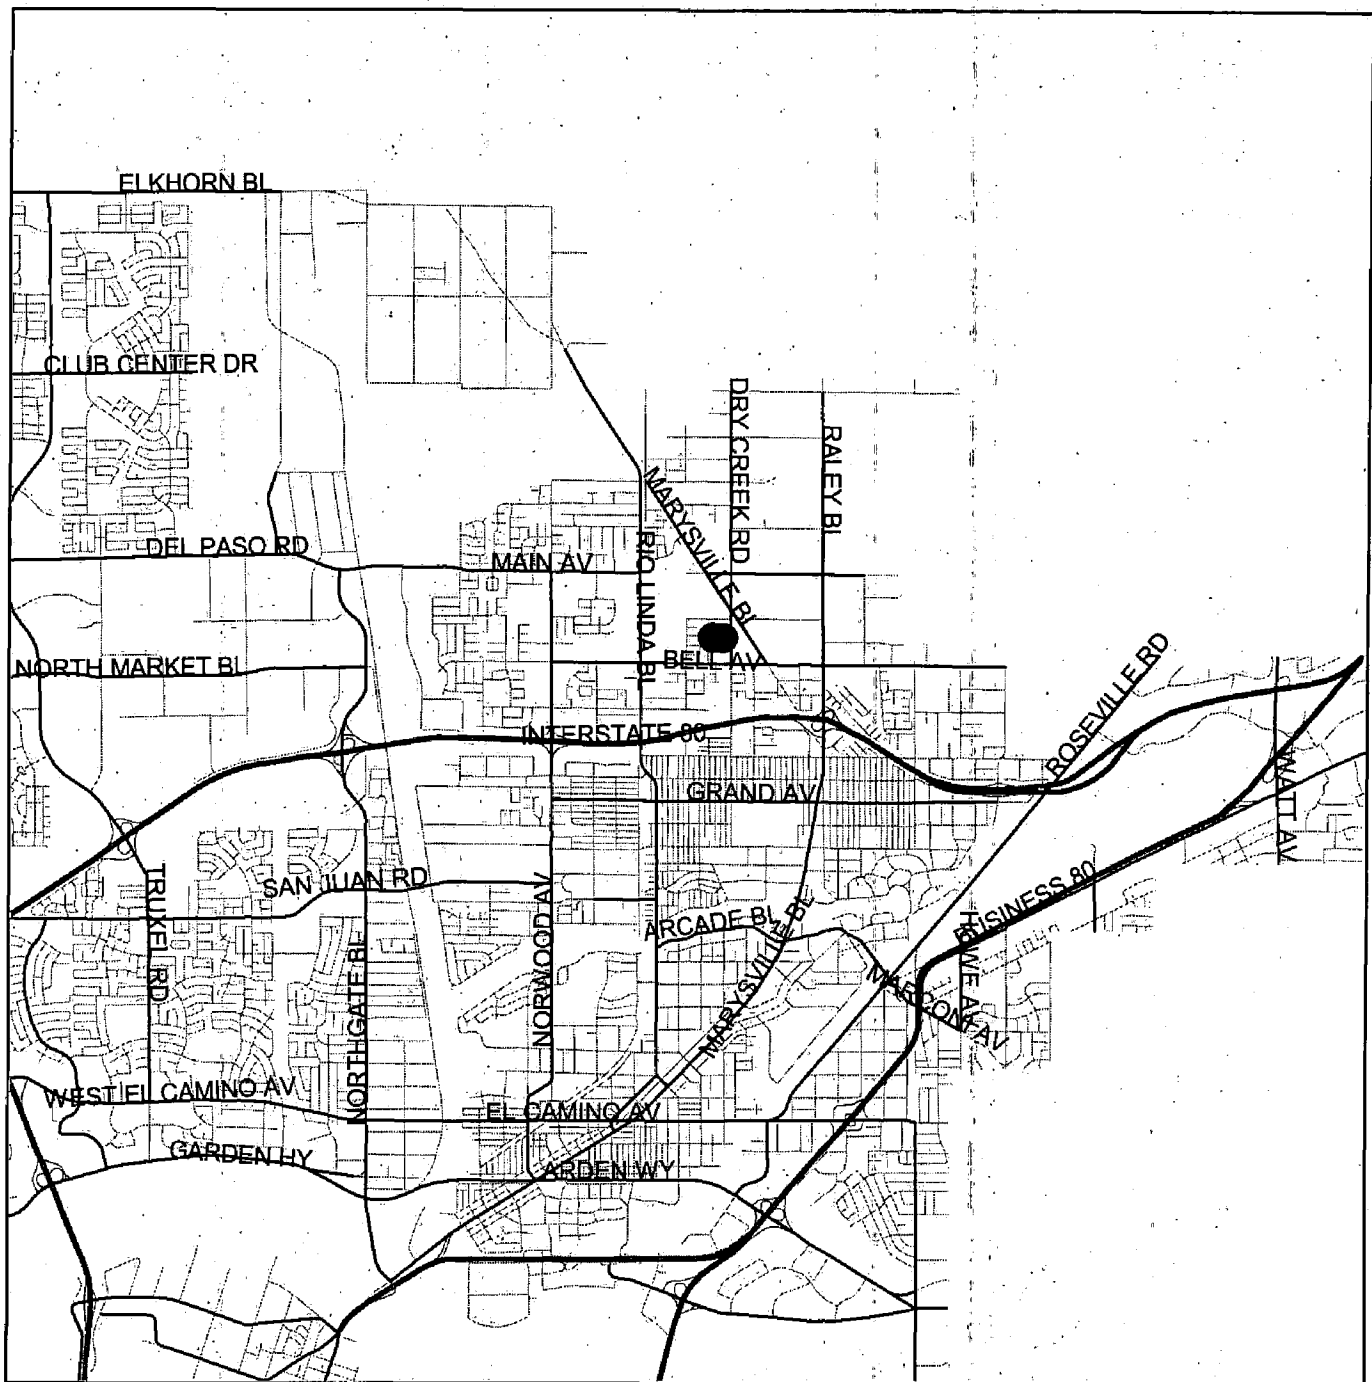 ELKHORN BL
CLUB CENTER DR
DRY CREEK RD
RALEY BL
MARYSVILLE BL
DEL PASO RD
MAIN AV
RIO LINDA BL
NORTH MARKET BL
BELL AV
ROSEVILLE RD
INTERSTATE 80
GRAND AV
WATT AV
TRUXEL RD
SAN JUAN RD
NORWOOD AV
ARCADE BL
BUSINESS 80
HOWE AV
NORTHGATE BL
MARYSVILLE BL
MARCONI AV
WEST EL CAMINO AV
EL CAMINO AV
GARDEN HY
ARDEN WY